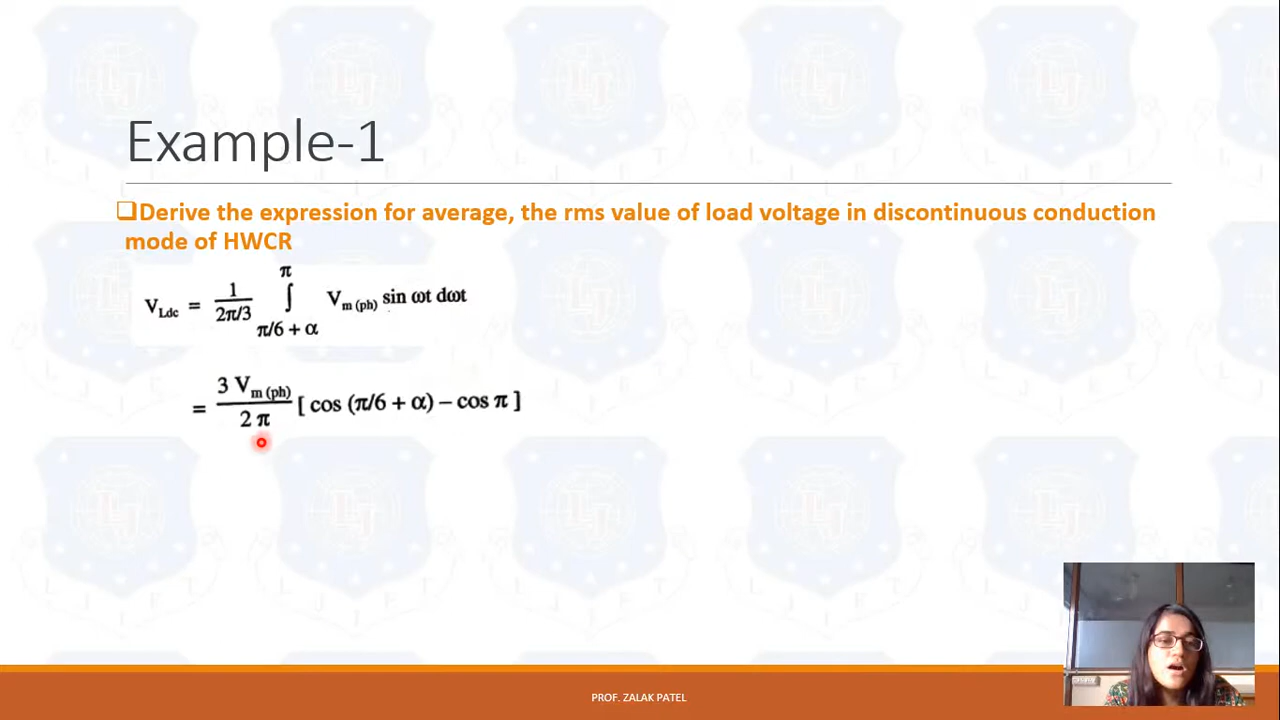 Example-1
❑Derive the expression for average, the rms value of load voltage in discontinuous conduction
mode of HWCR
V_Ldc = 1/(2π/3) ∫_{π/6 + α}^{π} V_m (ph) sin ωt dωt
= 3 V_m (ph) / 2 π [ cos (π/6 + α) – cos π ]
PROF. ZALAK PATEL